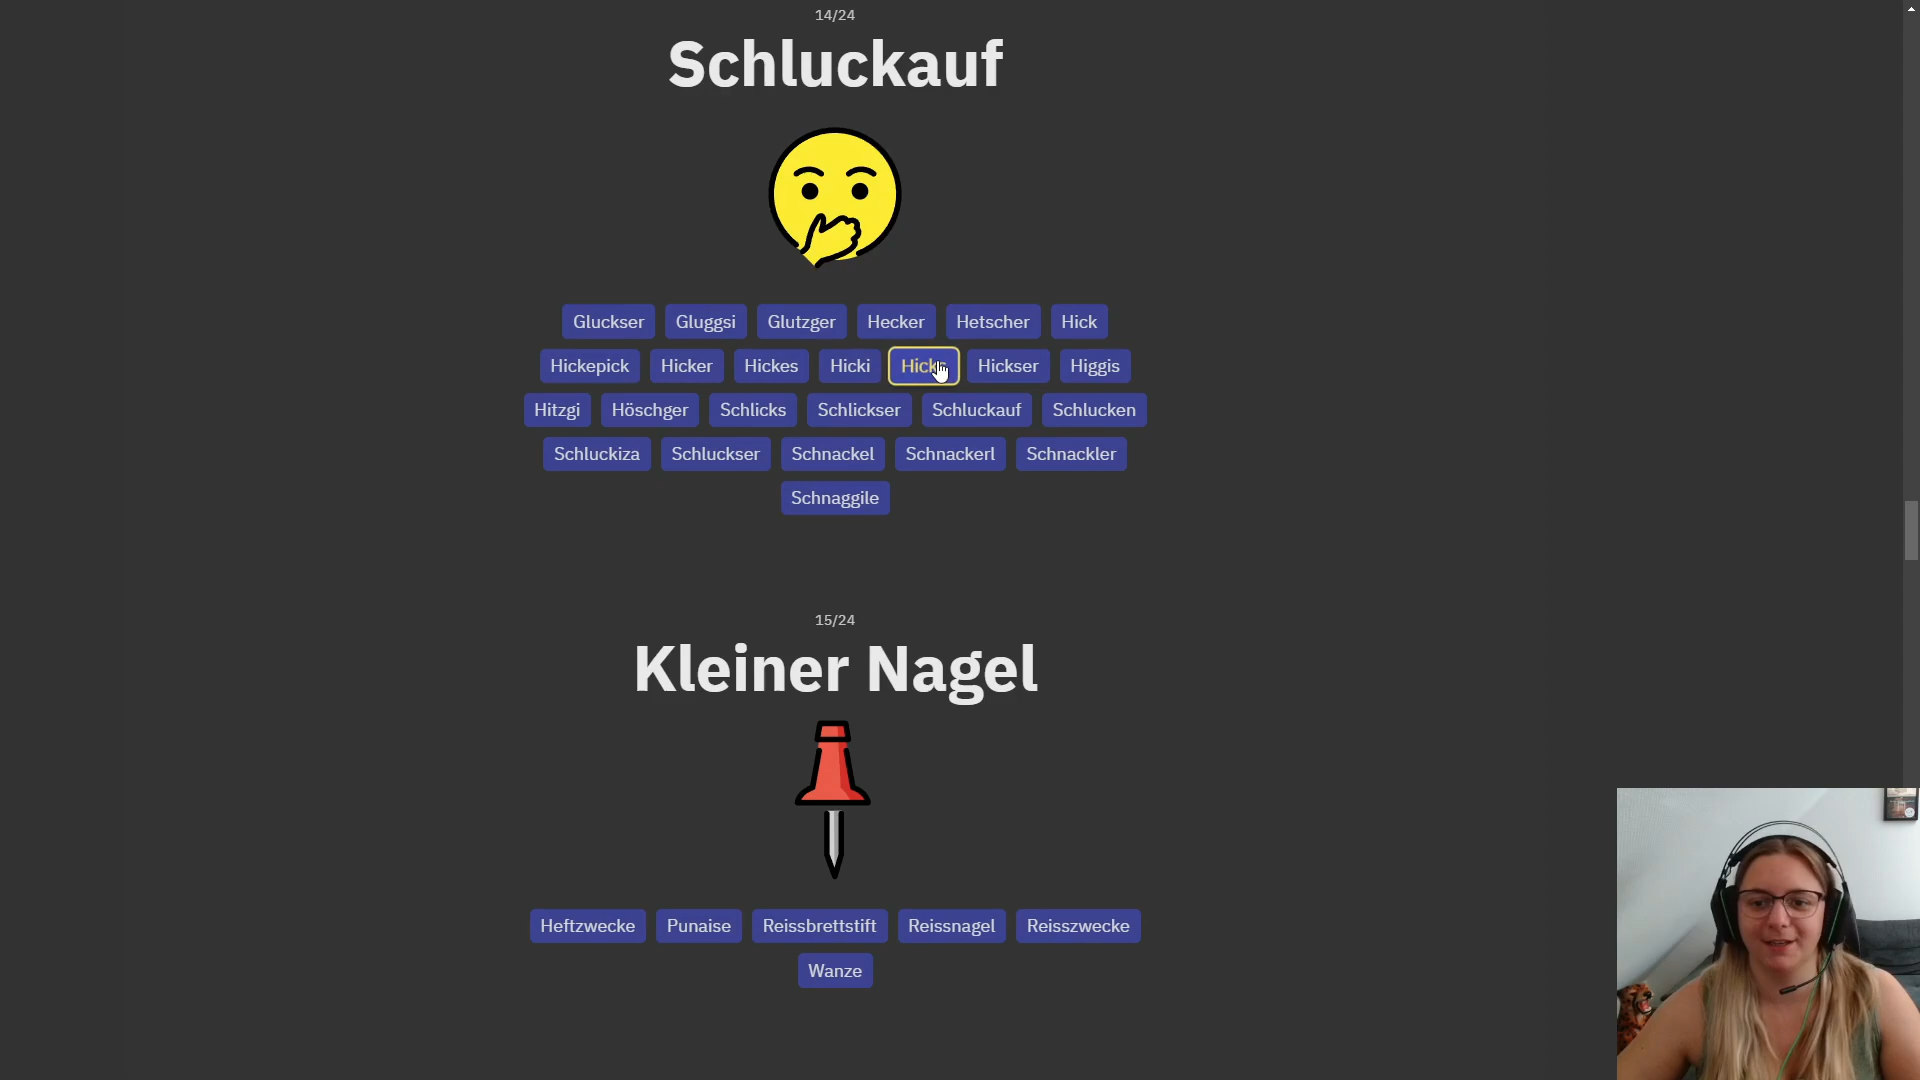 14/24
Schluckauf
Gluckser Gluggsi Glutzger Hecker Hetscher Hick
Hickepick Hicker Hickes Hicki Hickser Higgis
Hitzgi Höschger Schlicks Schlickser Schluckauf Schlucken
Schluckiza Schluckser Schnackel Schnackerl Schnackler
Schnaggile
15/24
Kleiner Nagel
Heftzwecke Punaise Reissbrettstift Reissnagel Reisszwecke
Wanze